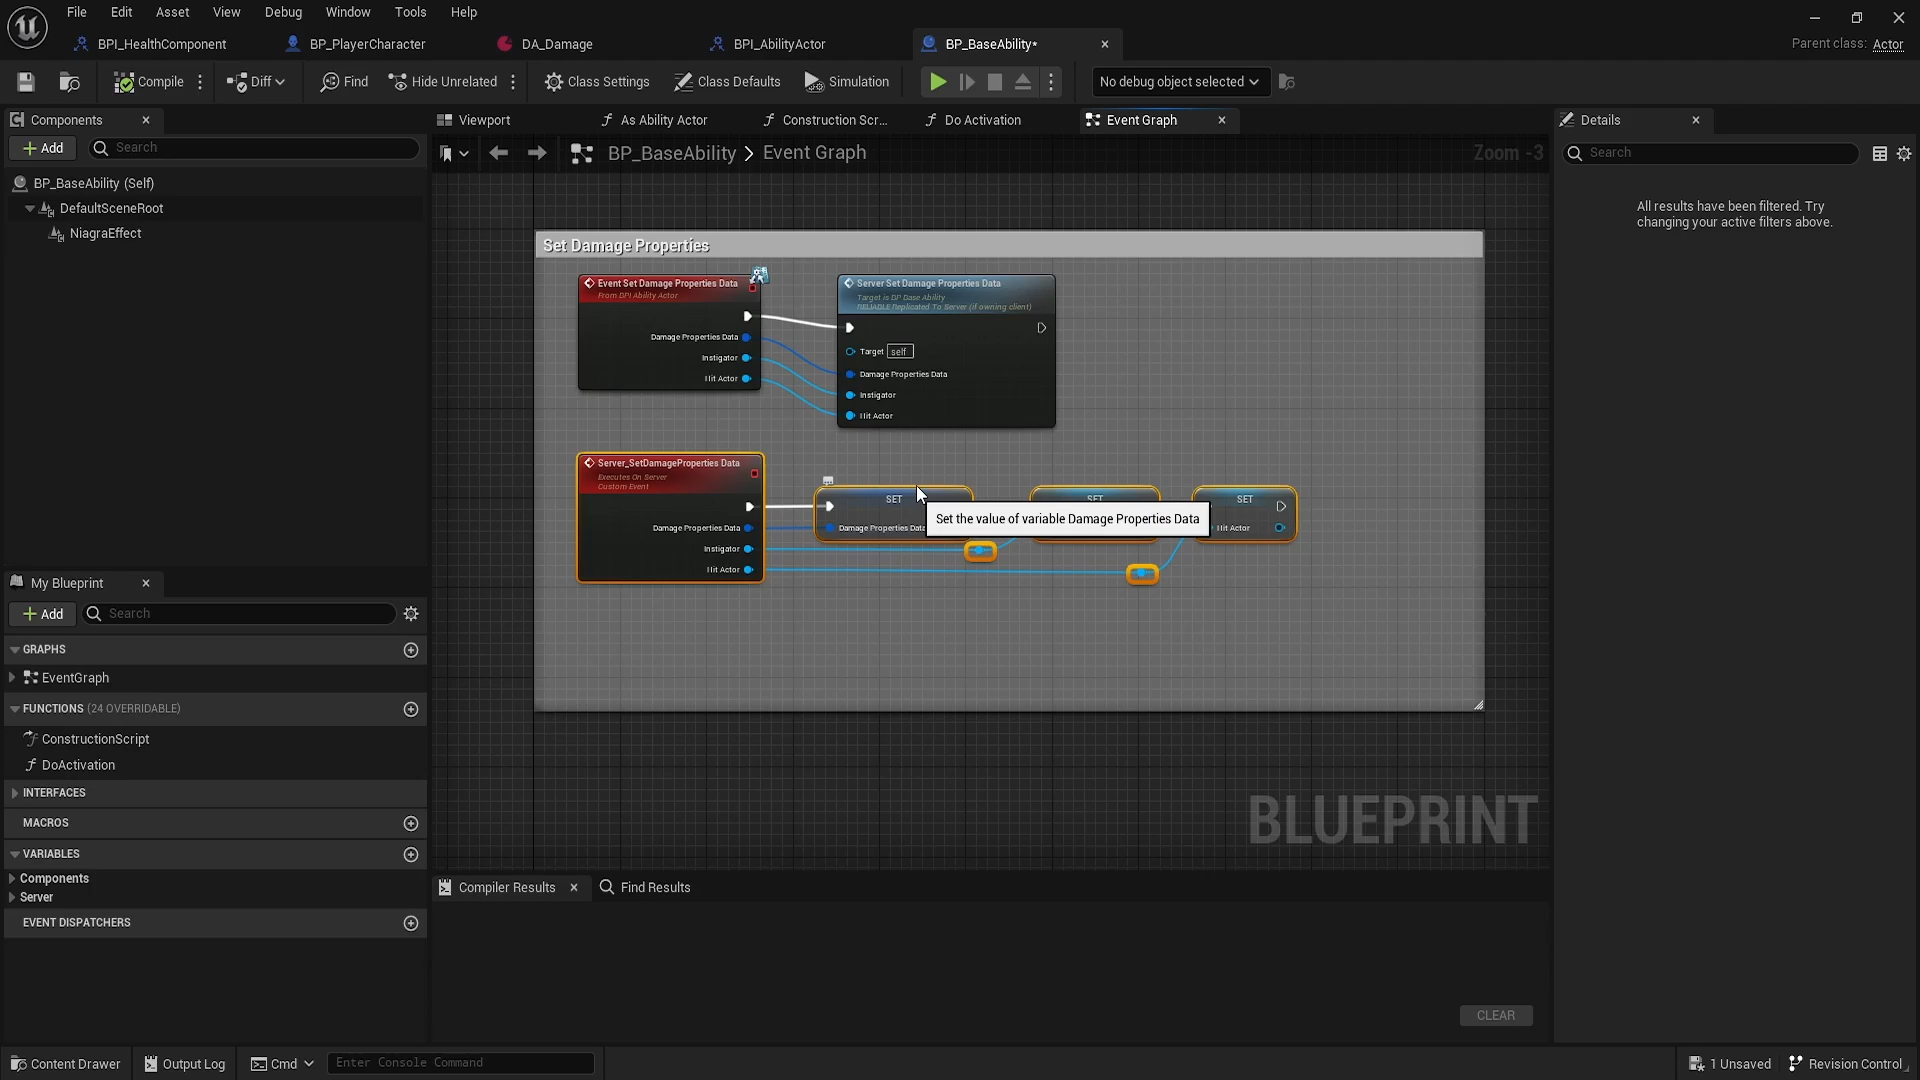 File Edit Asset View Debug Window Tools Help
BPI_HealthComponent BP_PlayerCharacter DA_Damage BPI_AbilityActor BP_BaseAbility* Parent class: Actor
Compile Diff Find Hide Unrelated Class Settings Class Defaults Simulation No debug object selected
Components Viewport As Ability Actor Construction Scr... Do Activation Event Graph Details
Add Search BP_BaseAbility > Event Graph Zoom -3 Search
BP_BaseAbility (Self)
DefaultSceneRoot
NiagraEffect
All results have been filtered. Try
changing your active filters above.
Set Damage Properties
Event Set Damage Properties Data
From BPI Ability Actor
Damage Properties Data
Instigator
Hit Actor
Server Set Damage Properties Data
Target is BP Base Ability
RELIABLE Replicated To Server (if owning client)
Target self
Damage Properties Data
Instigator
Hit Actor
Server_SetDamageProperties Data
Executes On Server
Custom Event
Damage Properties Data
Instigator
Hit Actor
SET
Damage Properties Data
SET
SET
Hit Actor
Set the value of variable Damage Properties Data
BLUEPRINT
My Blueprint
Add Search
GRAPHS
EventGraph
FUNCTIONS (24 OVERRIDABLE)
ConstructionScript
DoActivation
INTERFACES
MACROS
VARIABLES
Components
Server
EVENT DISPATCHERS
Compiler Results Find Results
CLEAR
Content Drawer Output Log Cmd Enter Console Command 1 Unsaved Revision Control